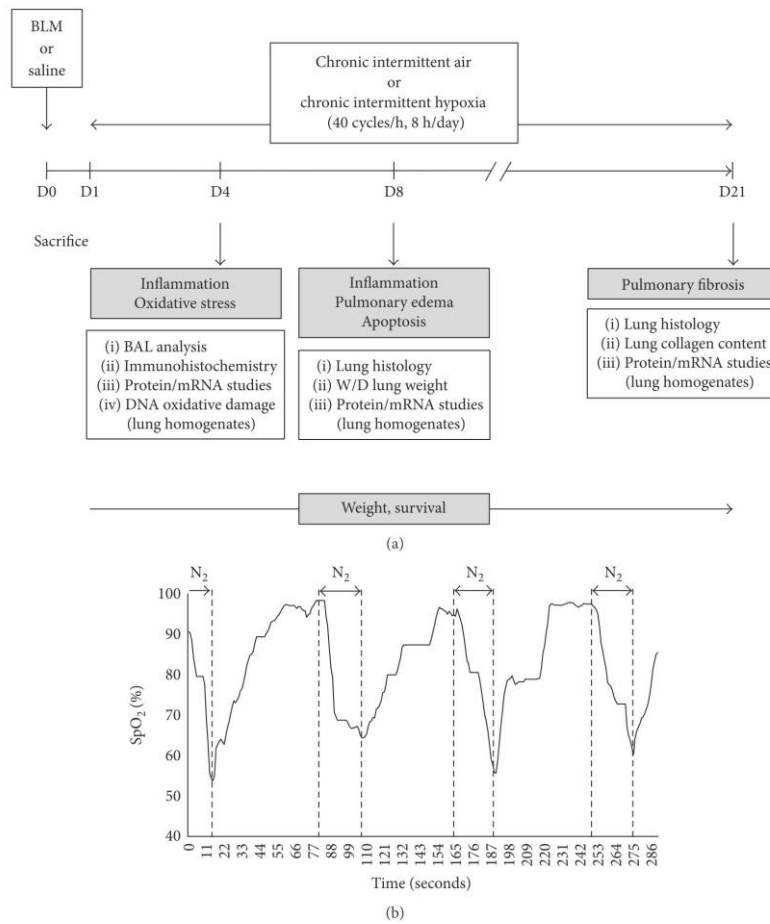 BLM
or
saline
Chronic intermittent air
or
chronic intermittent hypoxia
(40 cycles/h, 8 h/day)
D0 D1 D4 D8 D21
Sacrifice
Inflammation
Oxidative stress
(i) BAL analysis
(ii) Immunohistochemistry
(iii) Protein/mRNA studies
(iv) DNA oxidative damage
(lung homogenates)
Inflammation
Pulmonary edema
Apoptosis
(i) Lung histology
(ii) W/D lung weight
(iii) Protein/mRNA studies
(lung homogenates)
Pulmonary fibrosis
(i) Lung histology
(ii) Lung collagen content
(iii) Protein/mRNA studies
(lung homogenates)
Weight, survival
(a)
N₂ N₂ N₂ N₂
100
90
80
70
60
50
40
SpO₂ (%)
0 11 22 33 44 55 66 77 88 99 110 121 132 143 154 165 176 187 198 209 220 231 242 253 264 275 286
Time (seconds)
(b)